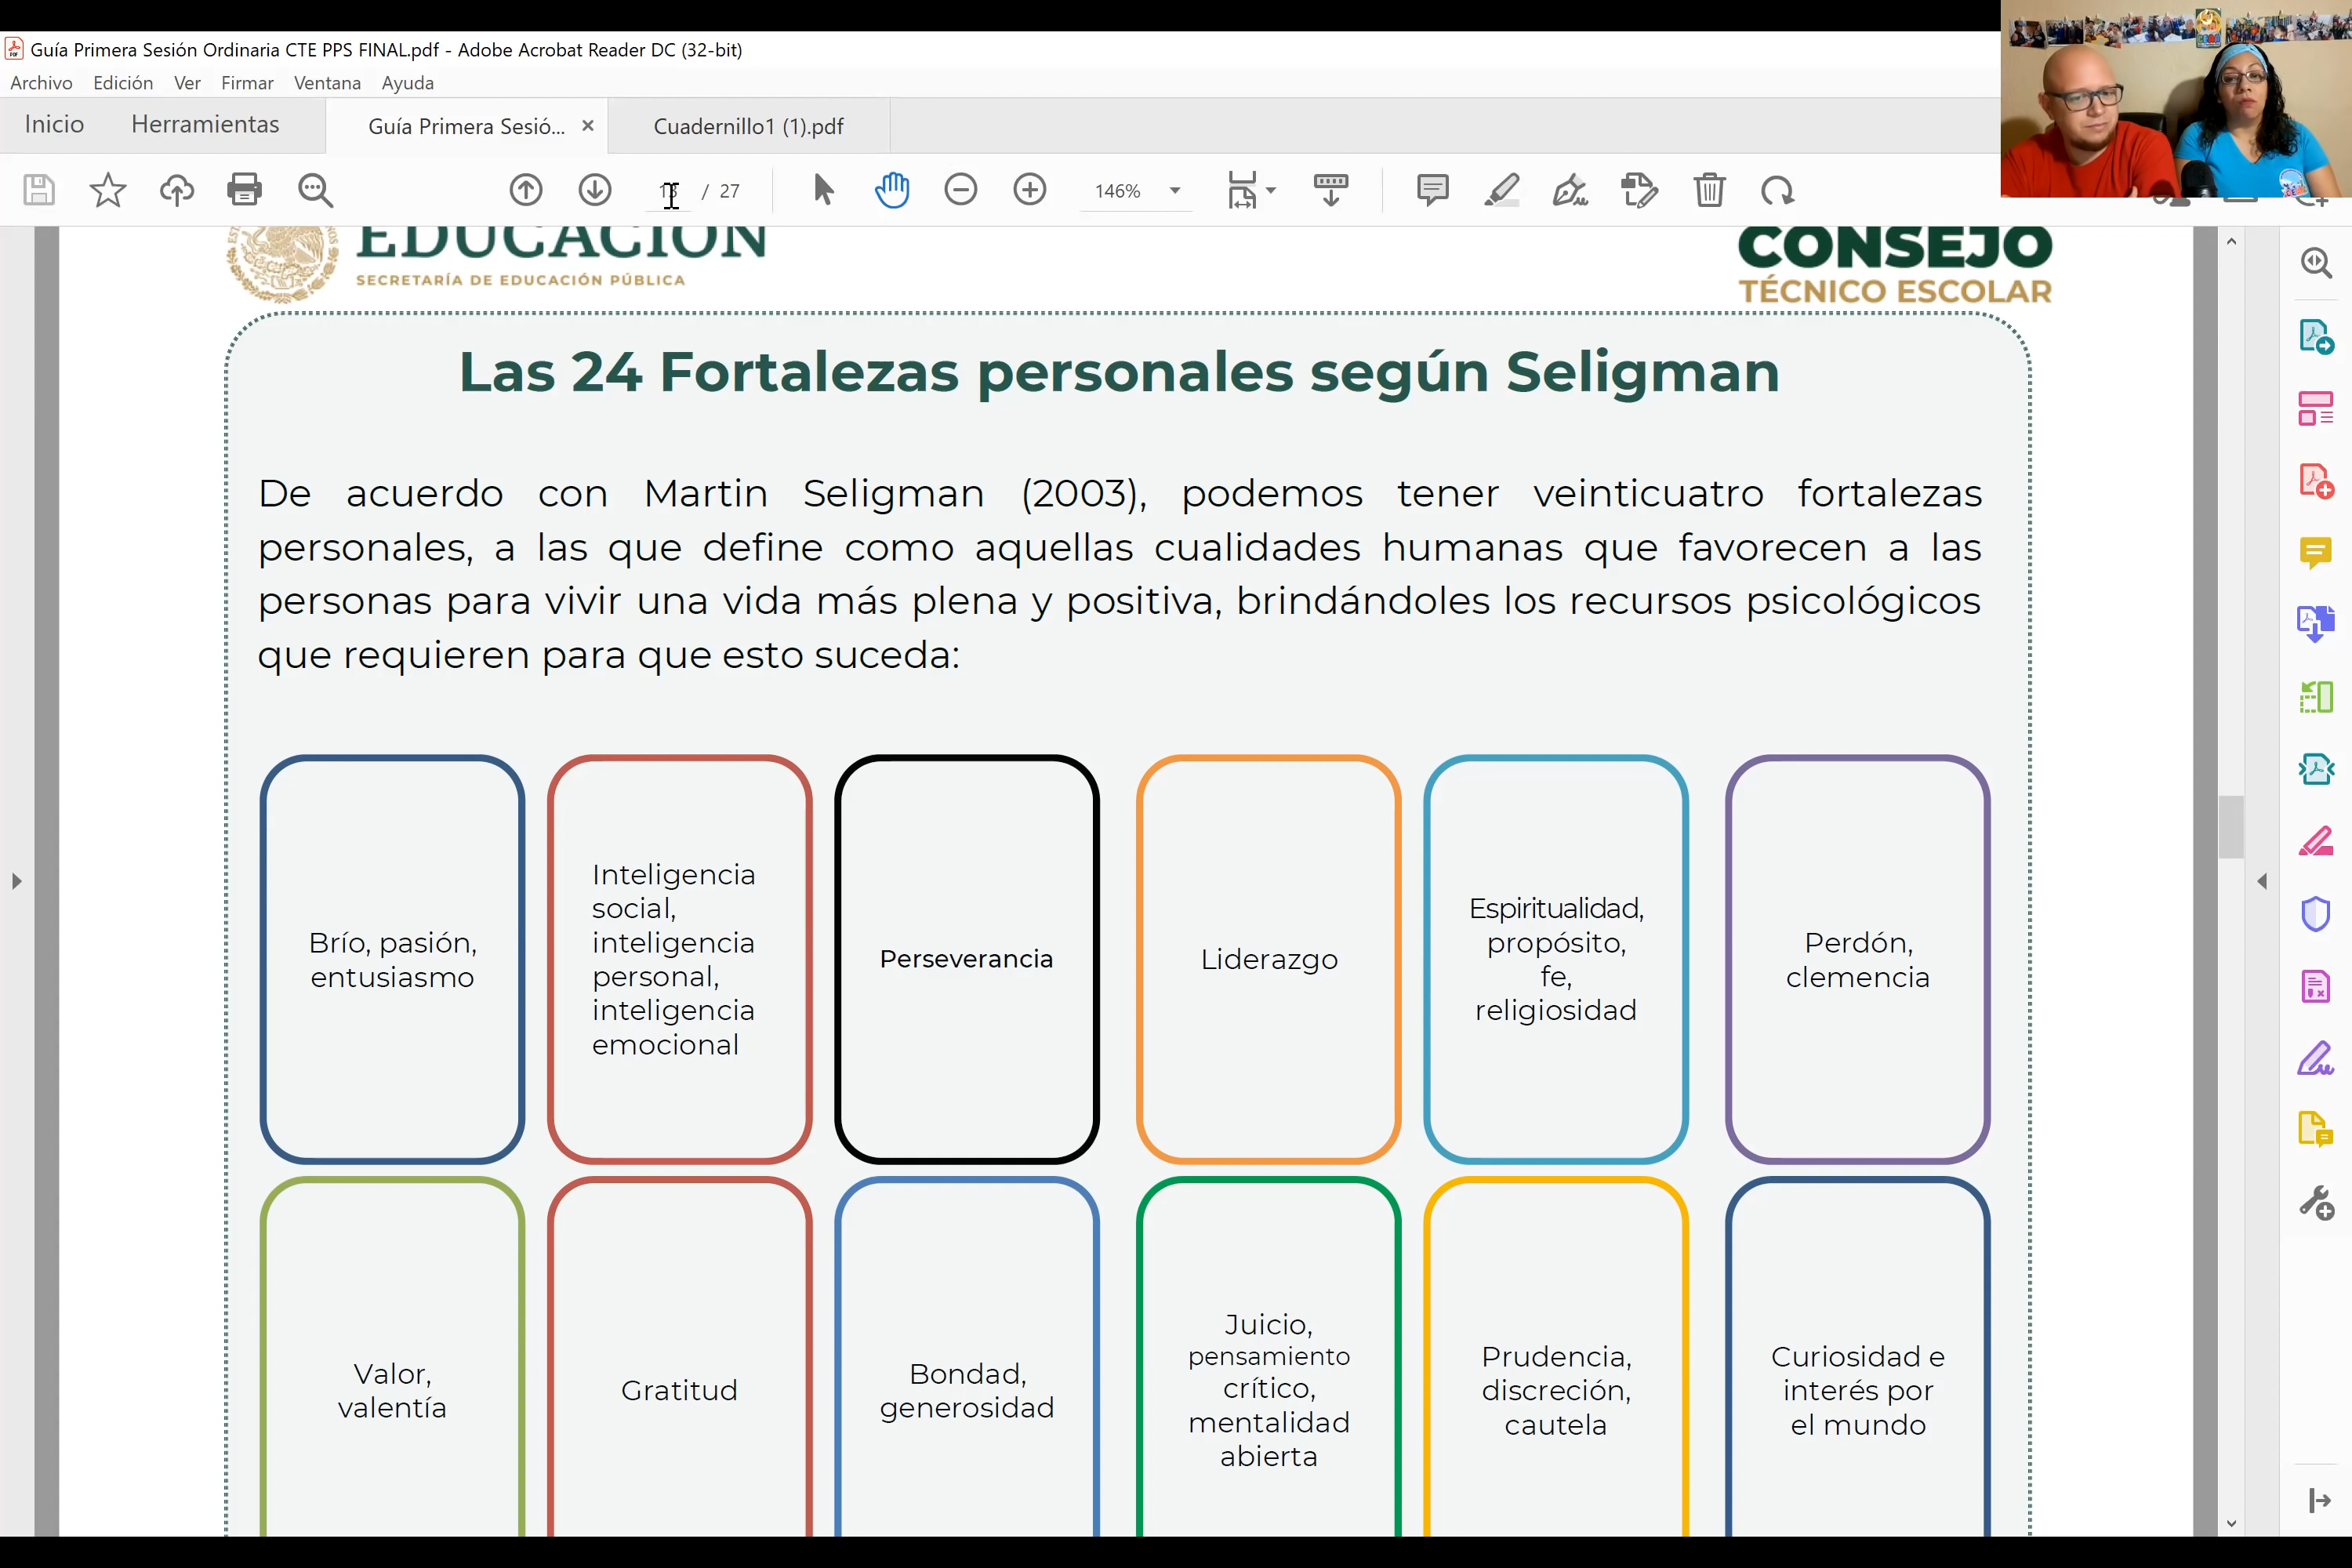 Guía Primera Sesión Ordinaria CTE PPS FINAL.pdf - Adobe Acrobat Reader DC (32-bit)
Archivo Edición Ver Firmar Ventana Ayuda
Inicio Herramientas Guía Primera Sesió... Cuadernillo1 (1).pdf
/ 27 146%
EDUCACIÓN
SECRETARÍA DE EDUCACIÓN PÚBLICA
CONSEJO
TÉCNICO ESCOLAR
Las 24 Fortalezas personales según Seligman
De acuerdo con Martin Seligman (2003), podemos tener veinticuatro fortalezas
personales, a las que define como aquellas cualidades humanas que favorecen a las
personas para vivir una vida más plena y positiva, brindándoles los recursos psicológicos
que requieren para que esto suceda:
Brío, pasión,
entusiasmo
Inteligencia
social,
inteligencia
personal,
inteligencia
emocional
Perseverancia
Liderazgo
Espiritualidad,
propósito,
fe,
religiosidad
Perdón,
clemencia
Valor,
valentía
Gratitud
Bondad,
generosidad
Juicio,
pensamiento
crítico,
mentalidad
abierta
Prudencia,
discreción,
cautela
Curiosidad e
interés por
el mundo